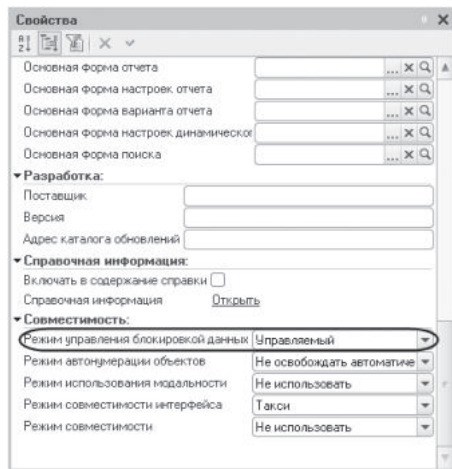 Свойства
Основная форма отчета
... 
Основная форма настроек отчета
...
Основная форма варианта отчета
...
Основная форма настроек динамическог
...
Основная форма поиска
...
Разработка:
Поставщик
Версия
Адрес каталога обновлений
Справочная информация:
Включать в содержание справки
Справочная информация Открыть
Совместимость:
Режим управления блокировкой данных Управляемый
Режим автонумерации объектов Не освобождать автоматиче
Режим использования модальности Не использовать
Режим совместимости интерфейса Такси
Режим совместимости Не использовать